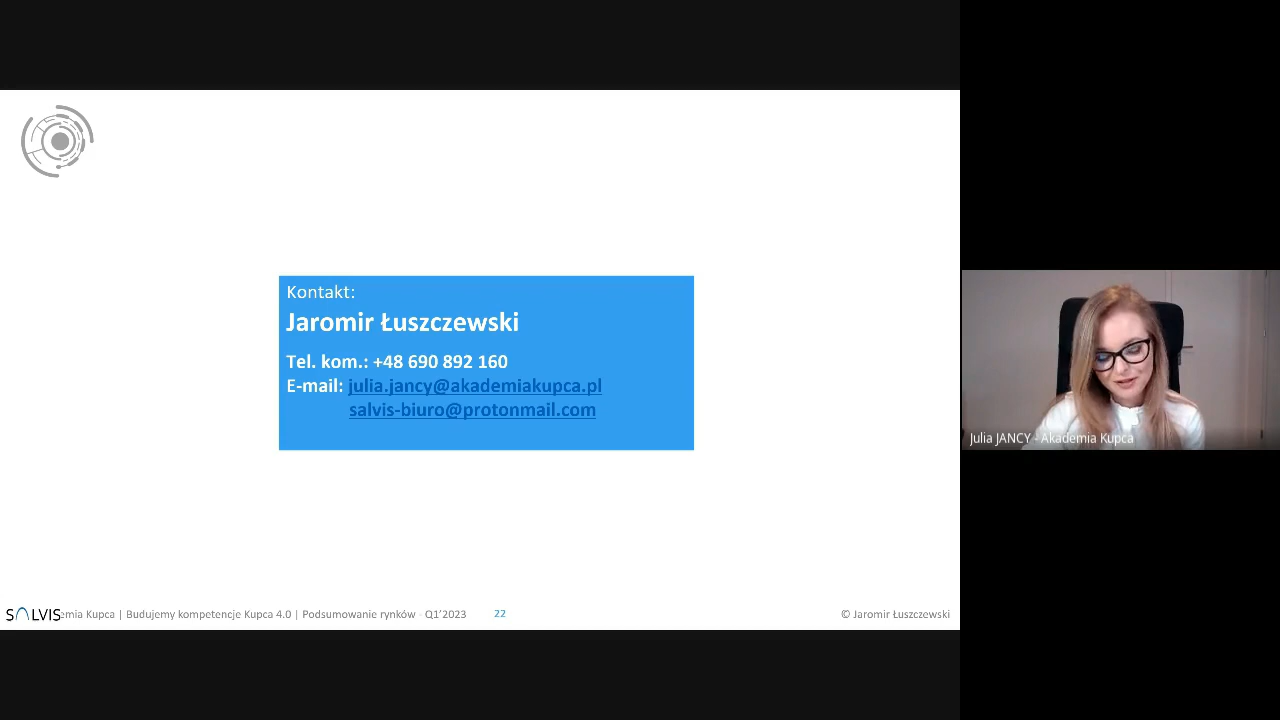 Kontakt:
Jaromir Łuszczewski
Tel. kom.: +48 690 892 160
E-mail: julia.jancy@akademiakupca.pl
salvis-biuro@protonmail.com
Julia JANCY - Akademia Kupca
SALVIS Kupca | Budujemy kompetencje Kupca 4.0 | Podsumowanie rynków - Q1'2023 22 © Jaromir Łuszczewski